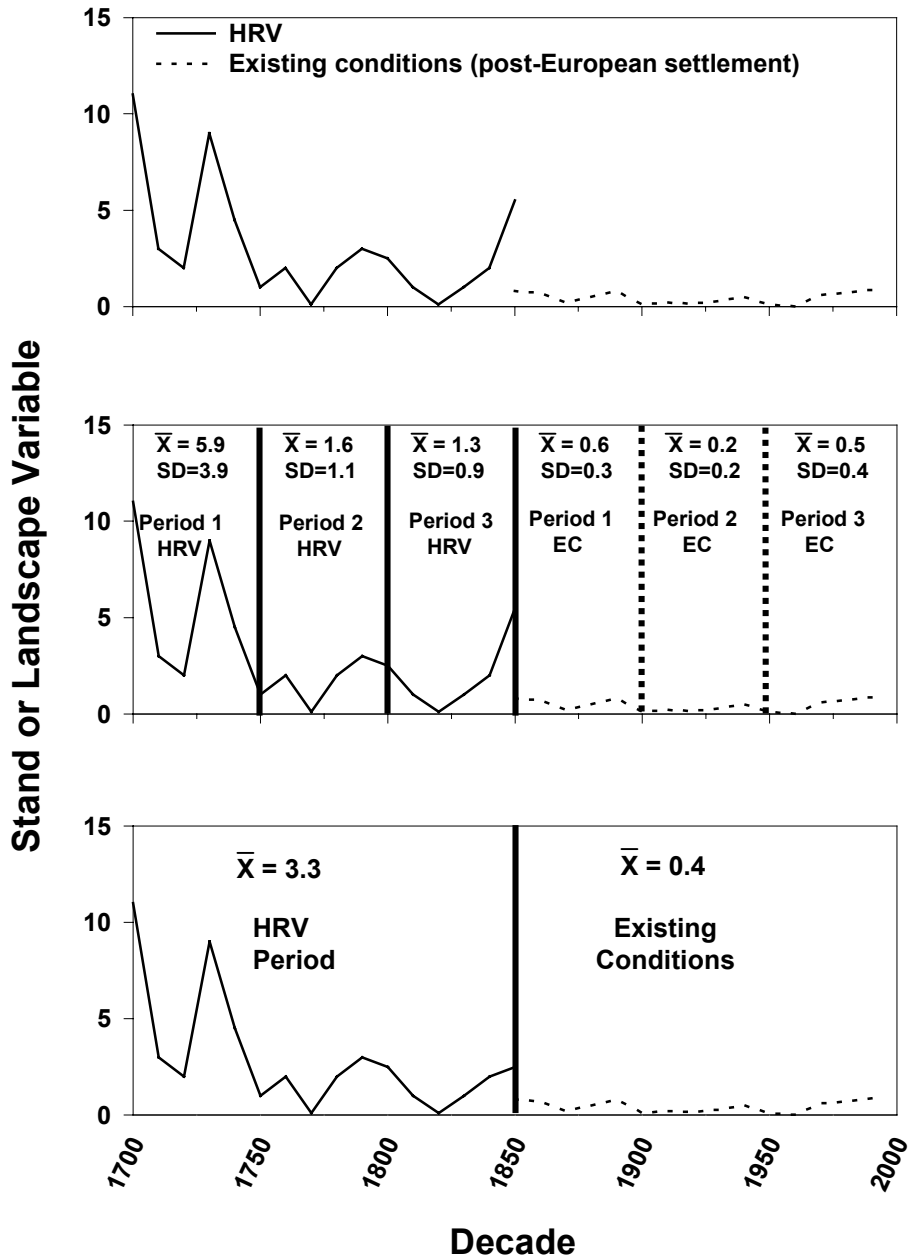 Stand or Landscape Variable
15
10
5
0
HRV
Existing conditions (post-European settlement)
15
10
5
0
X̅ = 5.9
SD=3.9
Period 1
HRV
X̅ = 1.6
SD=1.1
Period 2
HRV
X̅ = 1.3
SD=0.9
Period 3
HRV
X̅ = 0.6
SD=0.3
Period 1
EC
X̅ = 0.2
SD=0.2
Period 2
EC
X̅ = 0.5
SD=0.4
Period 3
EC
15
10
5
0
X̅ = 3.3
HRV
Period
X̅ = 0.4
Existing
Conditions
1700
1750
1800
1850
1900
1950
2000
Decade